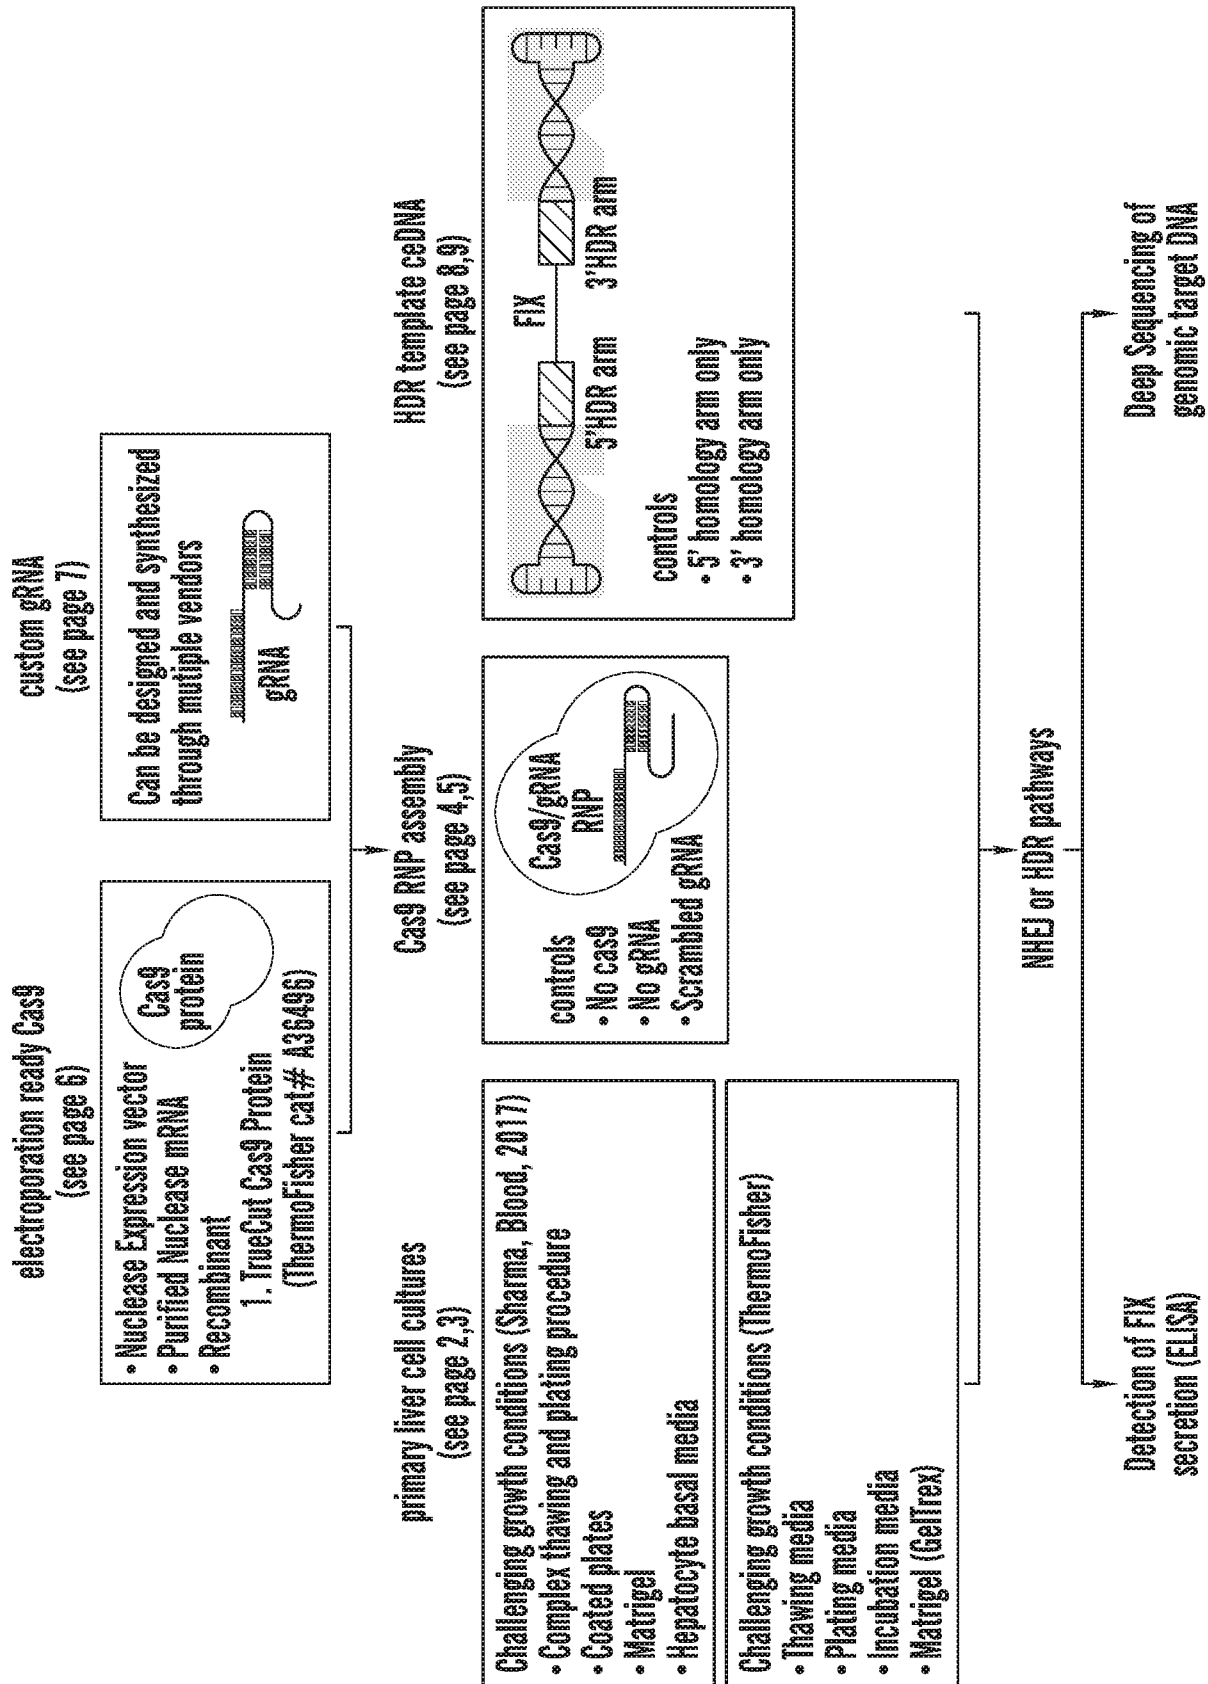 electroporation ready Cas9
(see page 6)
• Nuclease Expression vector
• Purified Nuclease mRNA
• Recombinant
1. TrueCut Cas9 Protein
(ThermoFisher cat# A36496)
Cas9
protein
custom gRNA
(see page 7)
Can be designed and synthesized
through mutiple vendors
gRNA
primary liver cell cultures
(see page 2,3)
Challenging growth conditions (Sharma, Blood, 2017)
• Complex thawing and plating procedure
• Coated plates
• Matrigel
• Hepatocyte basal media
Challenging growth conditions (ThermoFisher)
• Thawing media
• Plating media
• Incubation media
• Matrigel (GelTrex)
Cas9 RNP assembly
(see page 4,5)
Cas9/gRNA
RNP
controls
• No cas9
• No gRNA
• Scrambled gRNA
HDR template ceDNA
(see page 8,9)
FIX
5'HDR arm
3'HDR arm
controls
• 5' homology arm only
• 3' homology arm only
NHEJ or HDR pathways
Detection of FIX
secretion (ELISA)
Deep Sequencing of
genomic target DNA